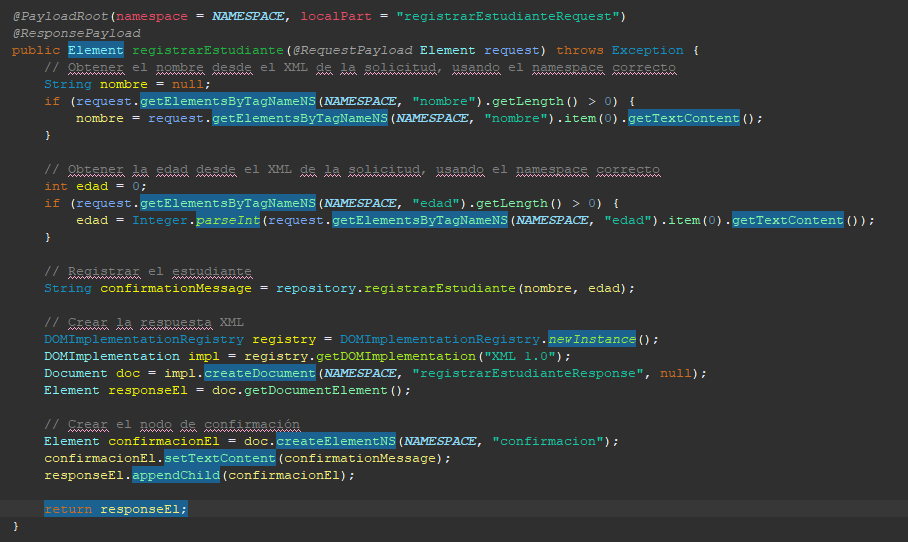 @PayloadRoot(namespace = NAMESPACE, localPart = "registrarEstudianteRequest")
@ResponsePayload
public Element registrarEstudiante(@RequestPayload Element request) throws Exception {
// Obtener el nombre desde el XML de la solicitud, usando el namespace correcto
String nombre = null;
if (request.getElementsByTagNameNS(NAMESPACE, "nombre").getLength() > 0) {
nombre = request.getElementsByTagNameNS(NAMESPACE, "nombre").item(0).getTextContent();
}
// Obtener la edad desde el XML de la solicitud, usando el namespace correcto
int edad = 0;
if (request.getElementsByTagNameNS(NAMESPACE, "edad").getLength() > 0) {
edad = Integer.parseInt(request.getElementsByTagNameNS(NAMESPACE, "edad").item(0).getTextContent());
}
// Registrar el estudiante
String confirmationMessage = repository.registrarEstudiante(nombre, edad);
// Crear la respuesta XML
DOMImplementationRegistry registry = DOMImplementationRegistry.newInstance();
DOMImplementation impl = registry.getDOMImplementation("XML 1.0");
Document doc = impl.createDocument(NAMESPACE, "registrarEstudianteResponse", null);
Element responseEl = doc.getDocumentElement();
// Crear el nodo de confirmación
Element confirmacionEl = doc.createElementNS(NAMESPACE, "confirmacion");
confirmacionEl.setTextContent(confirmationMessage);
responseEl.appendChild(confirmacionEl);
return responseEl;
}